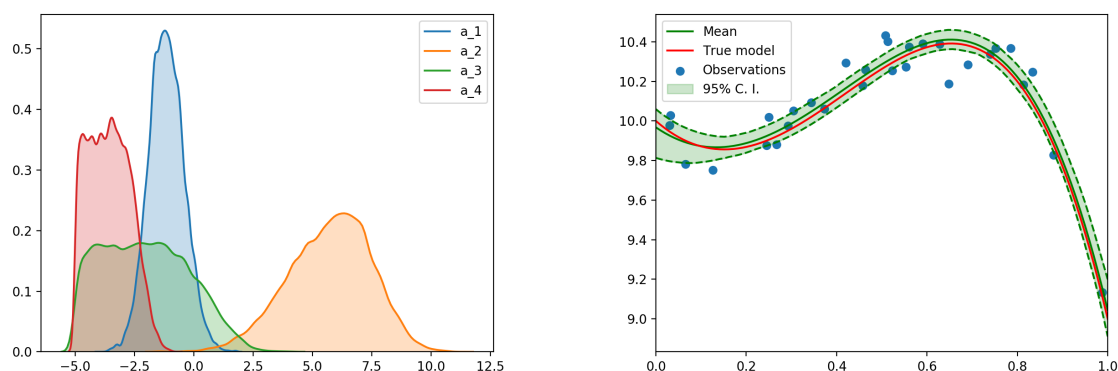 0.5
0.4
0.3
0.2
0.1
0.0
−5.0 −2.5 0.0 2.5 5.0 7.5 10.0 12.5
a_1
a_2
a_3
a_4
10.4
10.2
10.0
9.8
9.6
9.4
9.2
9.0
0.0 0.2 0.4 0.6 0.8 1.0
Mean
True model
Observations
95% C. I.